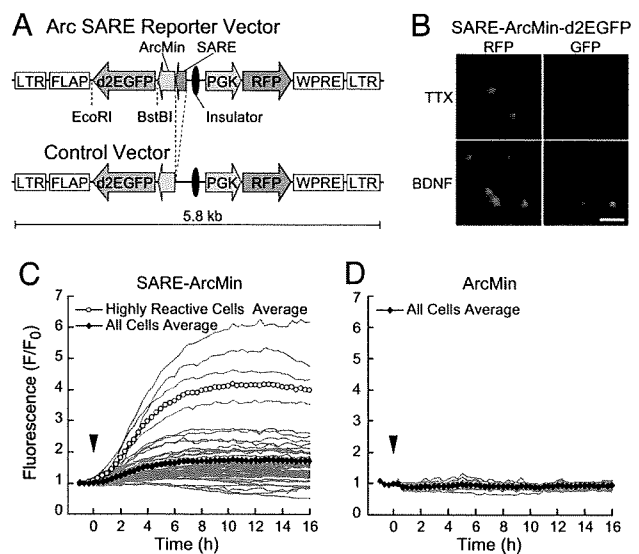 A
Arc SARE Reporter Vector
ArcMin
SARE
LTR FLAP d2EGFP PGK RFP WPRE LTR
EcoRI BstBI Insulator
Control Vector
LTR FLAP d2EGFP PGK RFP WPRE LTR
5.8 kb
B
SARE-ArcMin-d2EGFP
RFP GFP
TTX
BDNF
C
SARE-ArcMin
Highly Reactive Cells Average
All Cells Average
Fluorescence (F/F0)
7
6
5
4
3
2
1
0
0 2 4 6 8 10 12 14 16
Time (h)
D
ArcMin
All Cells Average
7
6
5
4
3
2
1
0
0 2 4 6 8 10 12 14 16
Time (h)